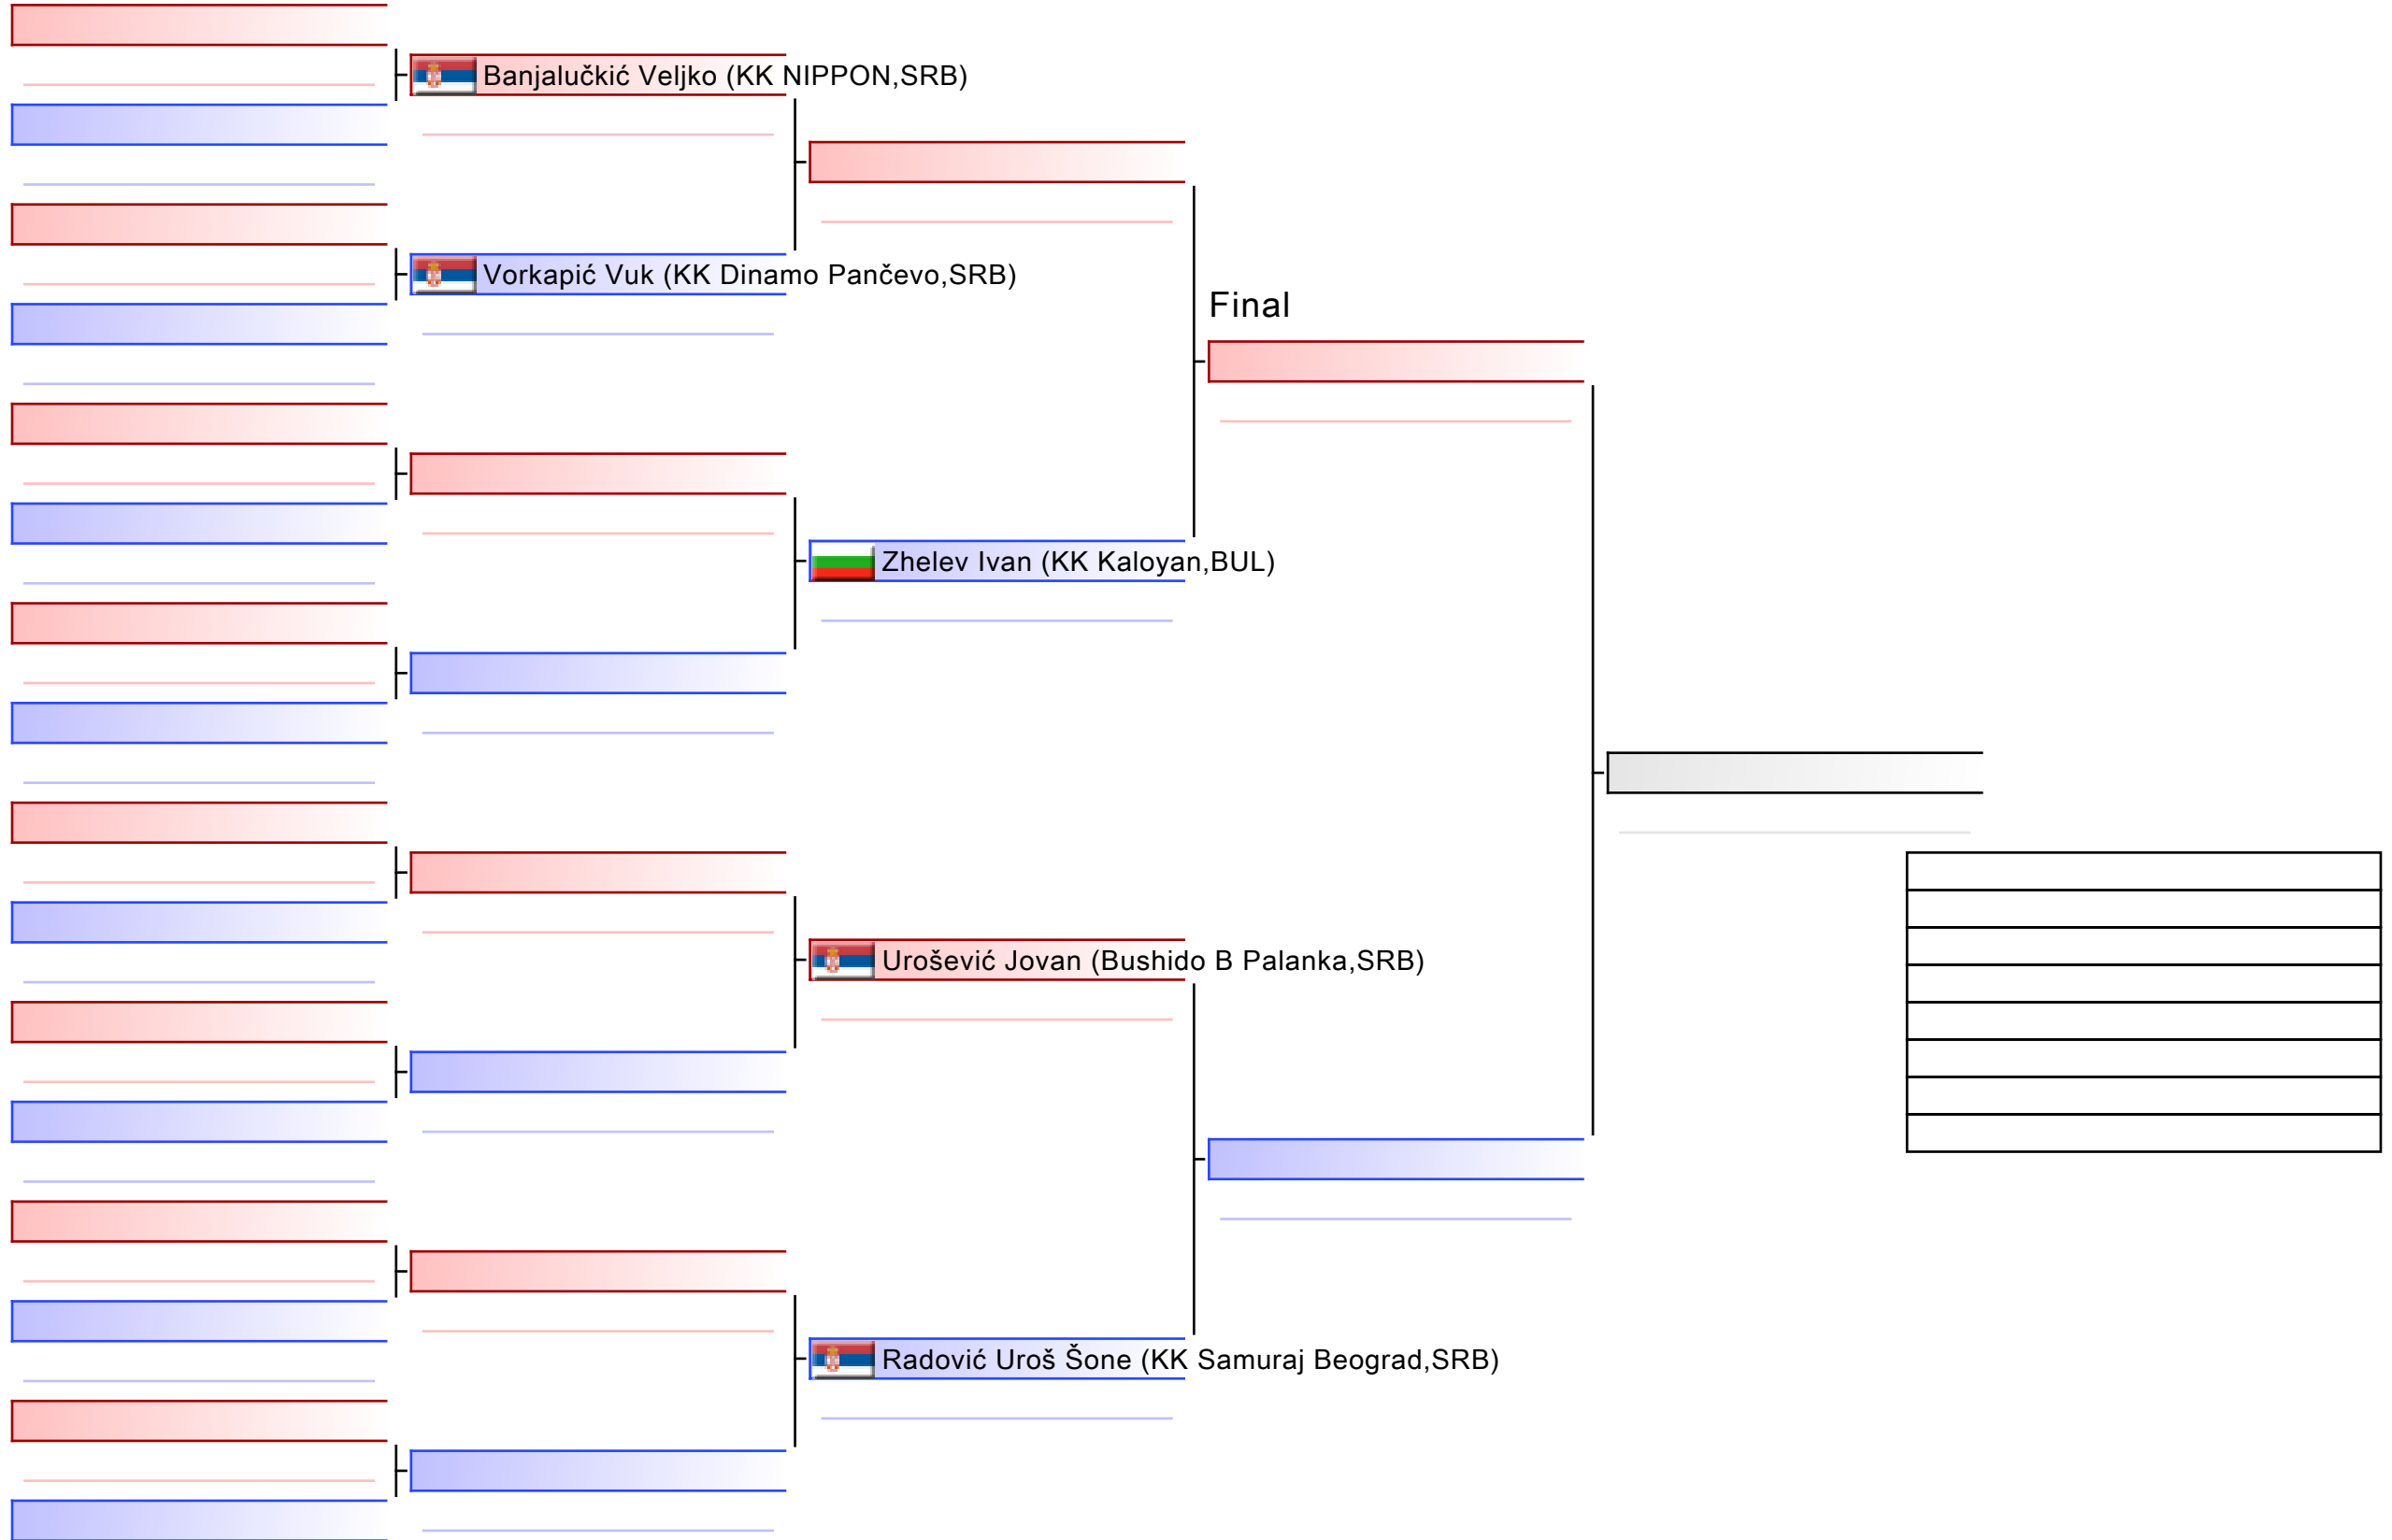 Banjalučkić Veljko (KK NIPPON,SRB)
Vorkapić Vuk (KK Dinamo Pančevo,SRB)
Final
Zhelev Ivan (KK Kaloyan,BUL)
Urošević Jovan (Bushido B Palanka,SRB)
Radović Uroš Šone (KK Samuraj Beograd,SRB)